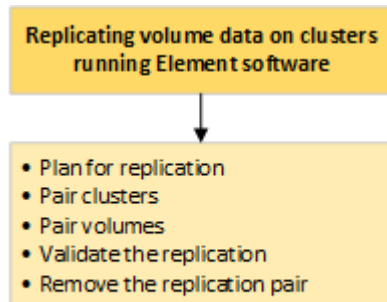 Replicating volume data on clusters
running Element software
• Plan for replication
• Pair clusters
• Pair volumes
• Validate the replication
• Remove the replication pair